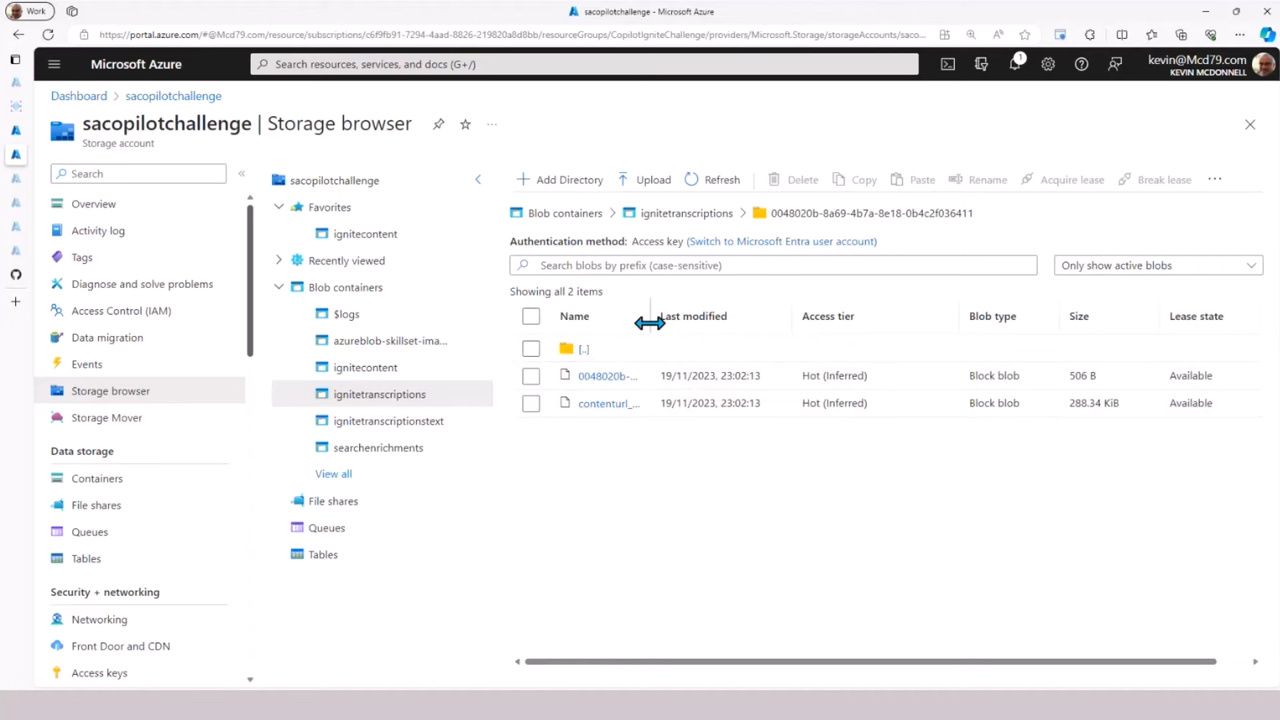 Work
sacopilotchallenge - Microsoft Azure
https://portal.azure.com/#@Mcd79.com/resource/subscriptions/c6f9fb91-7294-4aad-8826-219820a8d8bb/resourceGroups/CopilotIgniteChallenge/providers/Microsoft.Storage/storageAccounts/saco...
Microsoft Azure
Search resources, services, and docs (G+/)
1
kevin@Mcd79.com
KEVIN MCDONNELL
Dashboard > sacopilotchallenge
sacopilotchallenge | Storage browser
Storage account
Search
Overview
Activity log
Tags
Diagnose and solve problems
Access Control (IAM)
Data migration
Events
Storage browser
Storage Mover
Data storage
Containers
File shares
Queues
Tables
Security + networking
Networking
Front Door and CDN
Access keys
sacopilotchallenge
Favorites
ignitecontent
Recently viewed
Blob containers
$logs
azureblob-skillset-ima...
ignitecontent
ignitetranscriptions
ignitetranscriptionstext
searchenrichments
View all
File shares
Queues
Tables
Add Directory Upload Refresh Delete Copy Paste Rename Acquire lease Break lease
Blob containers > ignitetranscriptions > 0048020b-8a69-4b7a-8e18-0b4c2f036411
Authentication method: Access key (Switch to Microsoft Entra user account)
Search blobs by prefix (case-sensitive)
Only show active blobs
Showing all 2 items
Name Last modified Access tier Blob type Size Lease state
[..]
0048020b-... 19/11/2023, 23:02:13 Hot (Inferred) Block blob 506 B Available
contenturl_... 19/11/2023, 23:02:13 Hot (Inferred) Block blob 288.34 KiB Available